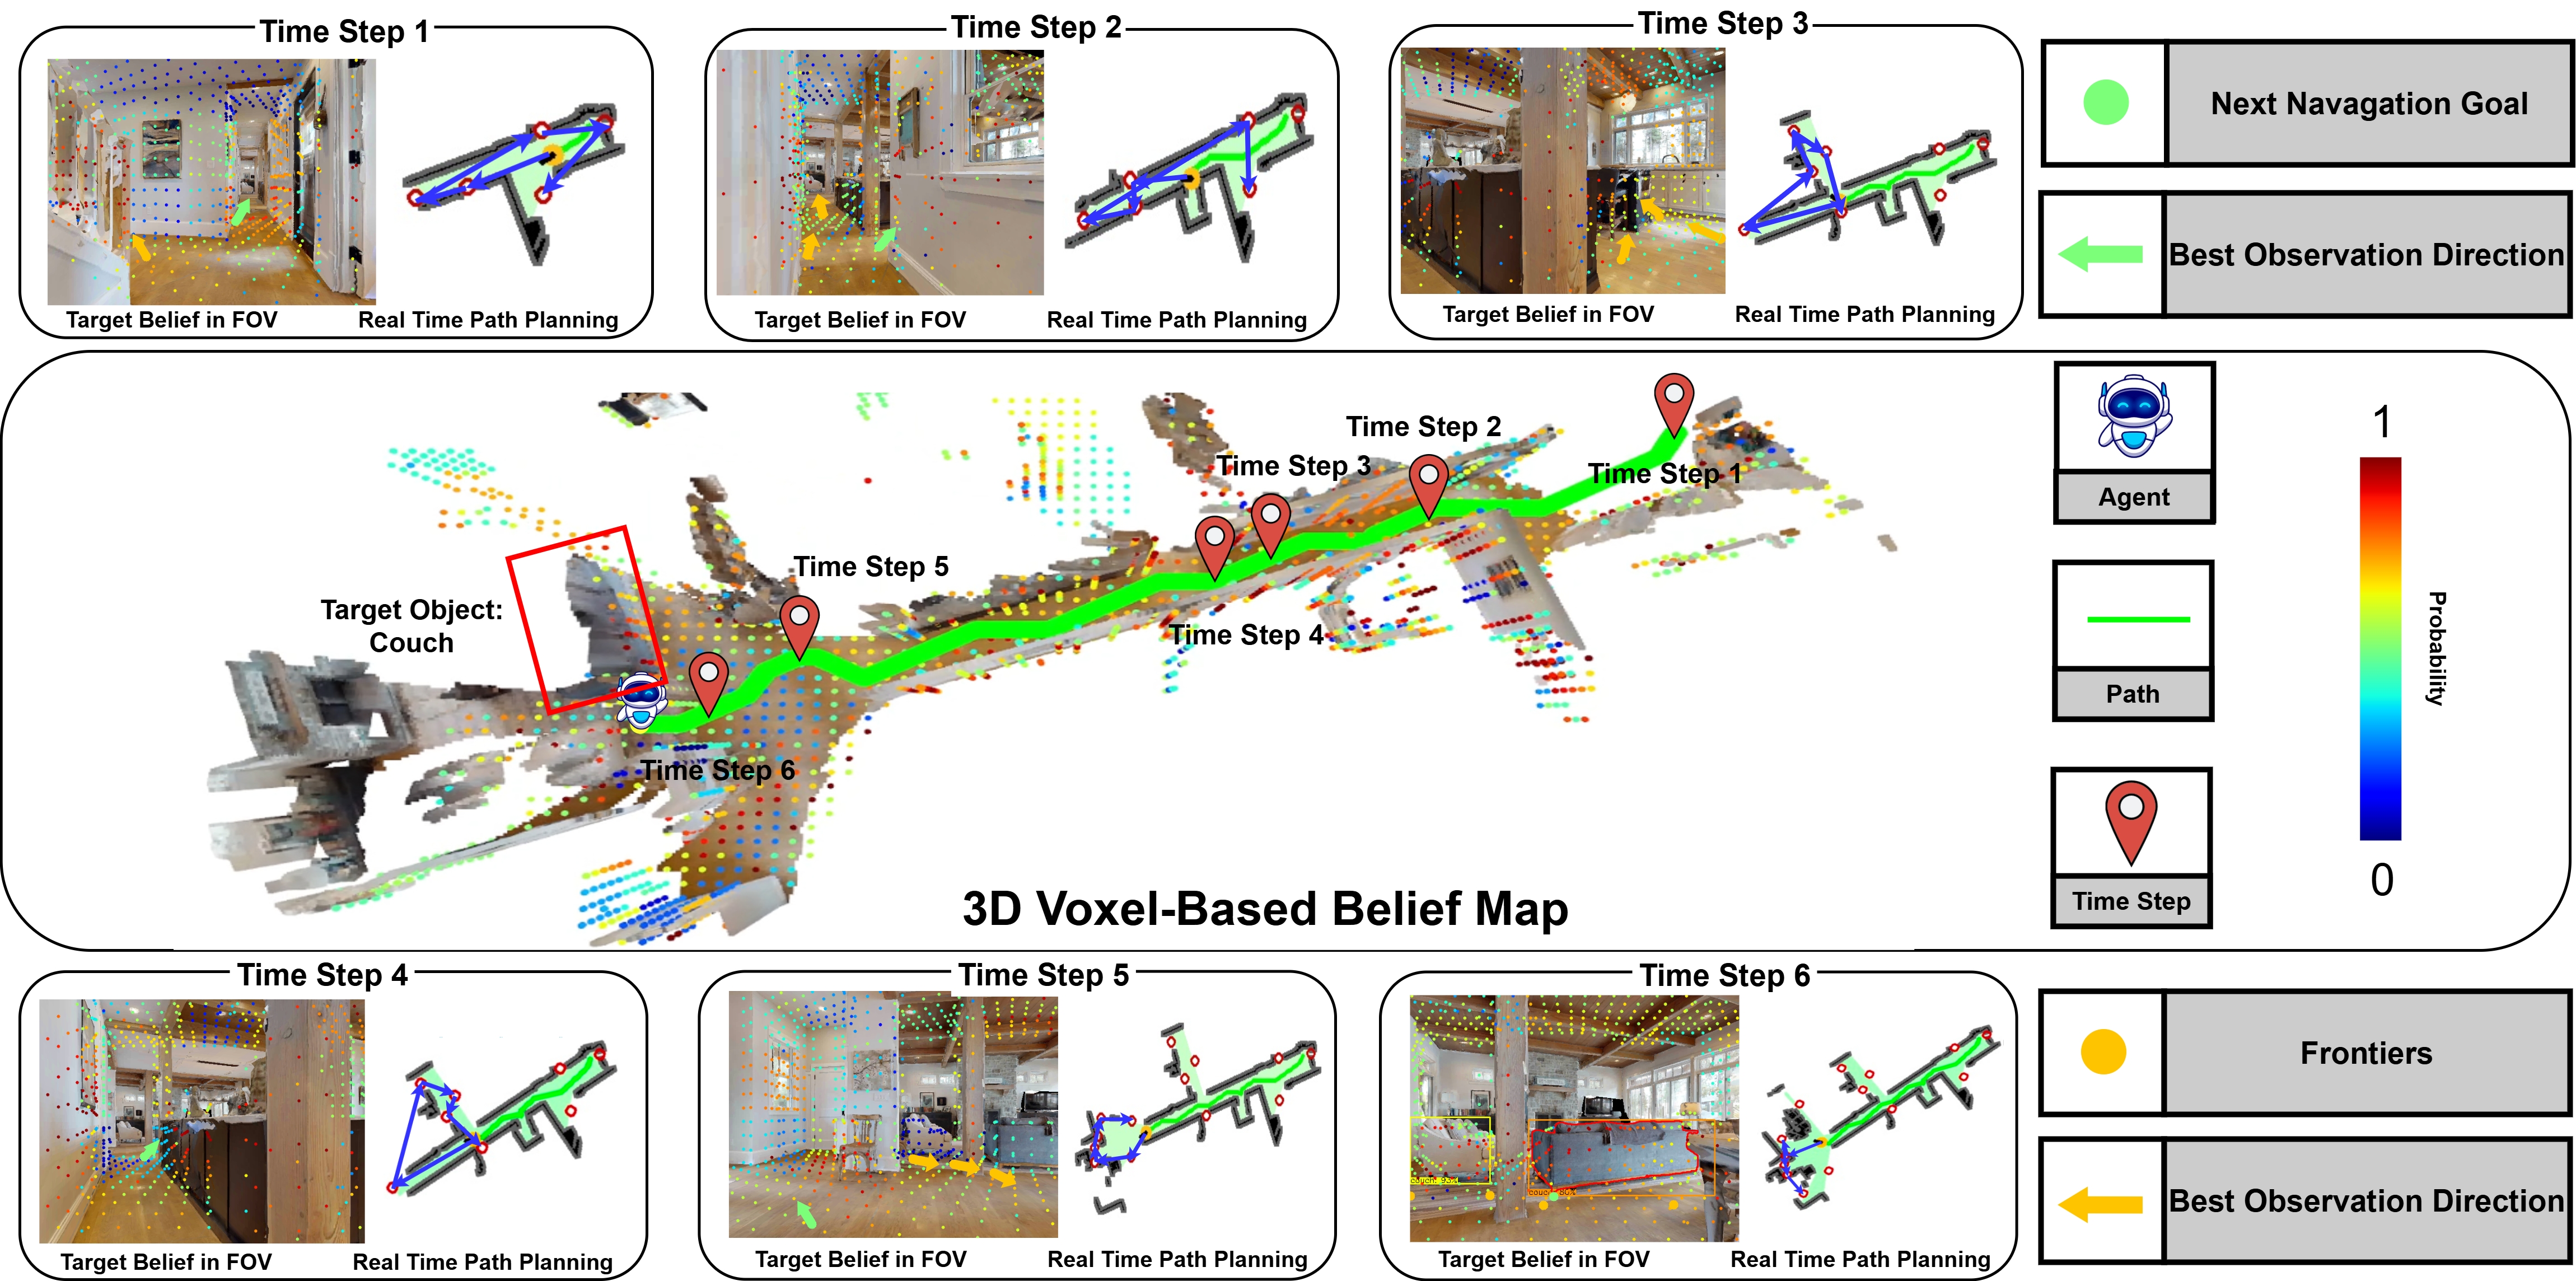 Time Step 1
Target Belief in FOV
Real Time Path Planning
Time Step 2
Target Belief in FOV
Real Time Path Planning
Time Step 3
Target Belief in FOV
Real Time Path Planning
Next Navagation Goal
Best Observation Direction
Time Step 1
Time Step 2
Time Step 3
Time Step 4
Time Step 5
Time Step 6
Target Object:
Couch
3D Voxel-Based Belief Map
Agent
Path
Time Step
1
Probability
0
Time Step 4
Target Belief in FOV
Real Time Path Planning
Time Step 5
Target Belief in FOV
Real Time Path Planning
Time Step 6
Target Belief in FOV
Real Time Path Planning
Frontiers
Best Observation Direction